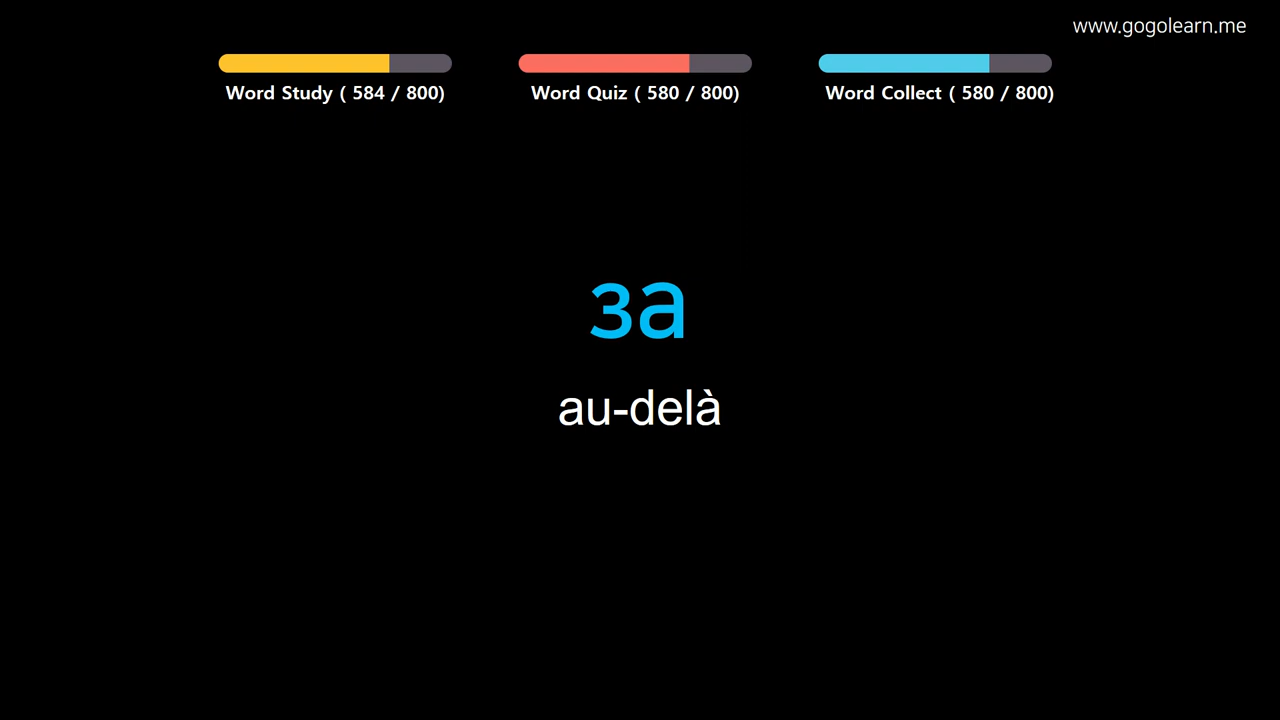 www.gogolearn.me
Word Study ( 584 / 800)
Word Quiz ( 580 / 800)
Word Collect ( 580 / 800)
за
au-delà